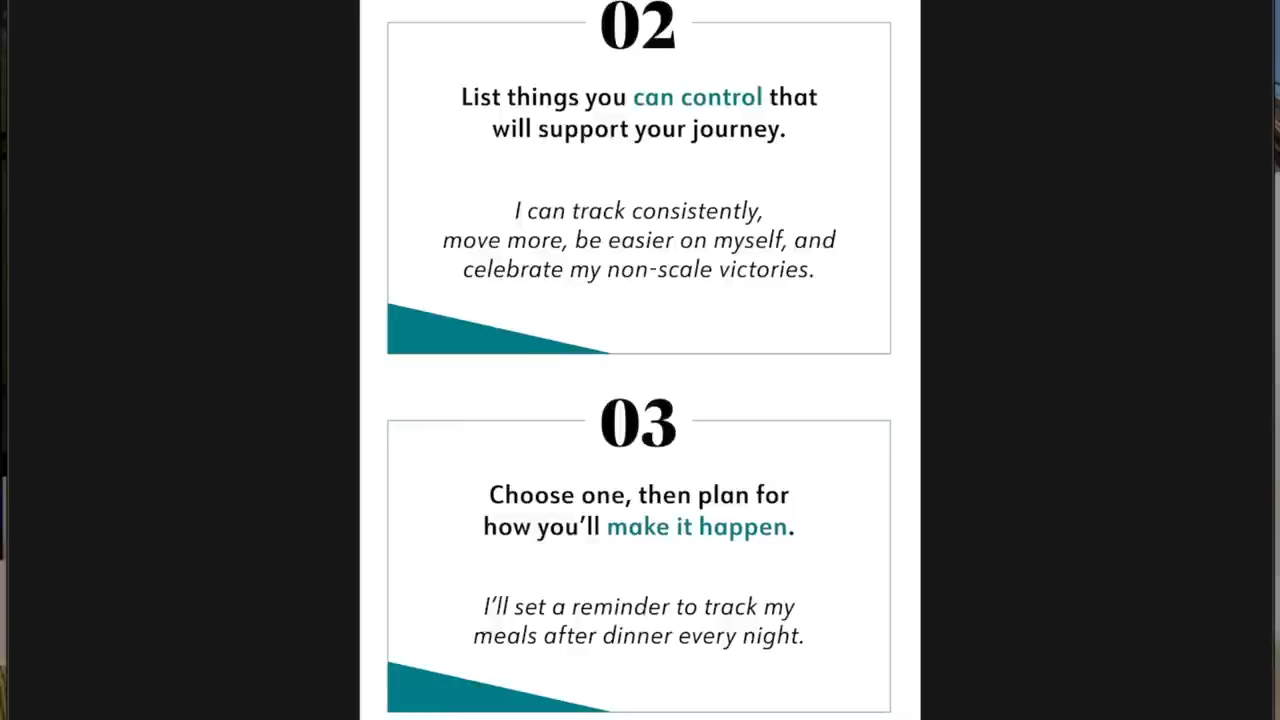 02
List things you can control that
will support your journey.
I can track consistently,
move more, be easier on myself, and
celebrate my non-scale victories.
03
Choose one, then plan for
how you’ll make it happen.
I’ll set a reminder to track my
meals after dinner every night.